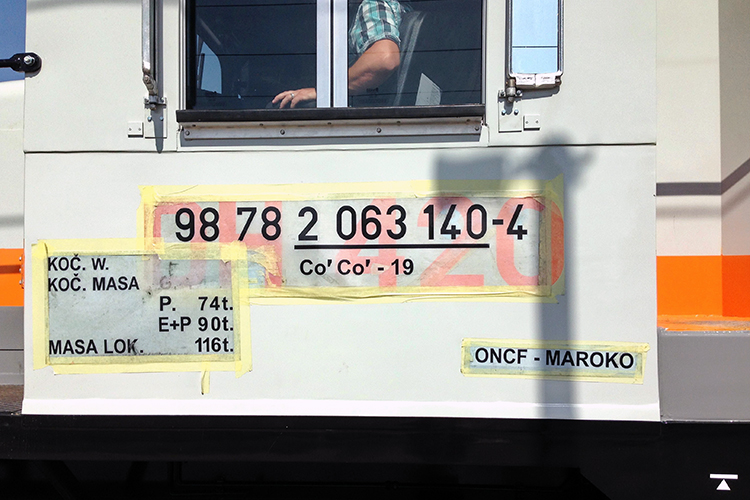 98 78 2 063 140-4
Co' Co' - 19
KOČ. W.
KOČ. MASA G.
P. 74t.
E+P 90t.
MASA LOK. 116t.
ONCF - MAROKO
420